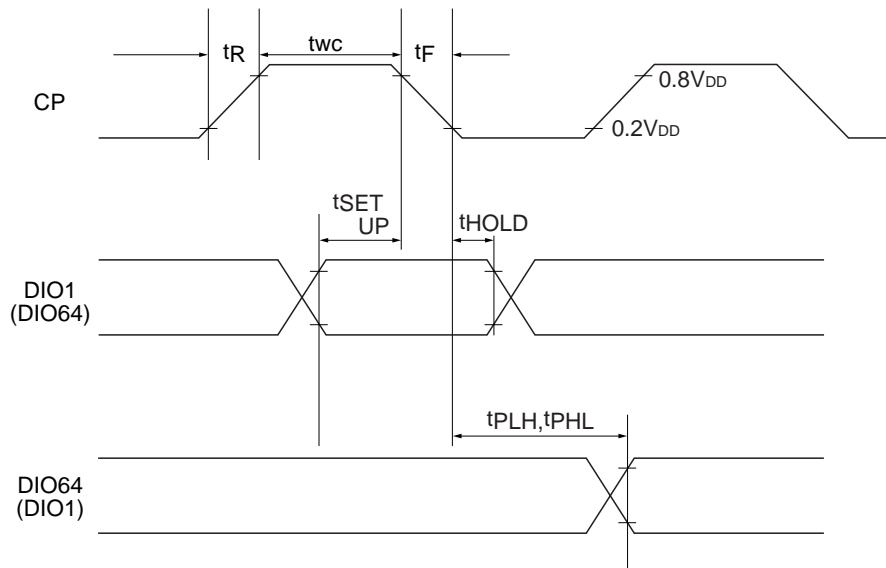 tR twc tF
CP
0.8VDD
0.2VDD
tSET
UP
tHOLD
DIO1
(DIO64)
tPLH,tPHL
DIO64
(DIO1)